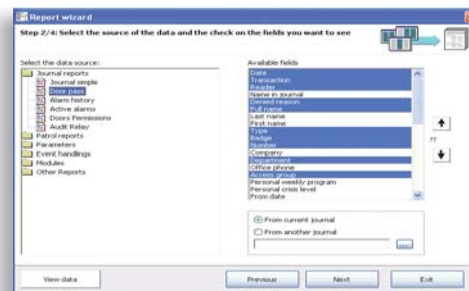 Report wizard
Step 2/4: Select the source of the data and the check on the fields you want to see
Select the data source:
Journal reports
Journal simple
Door pass
Alarm history
Active alarms
Doors Permissions
Audit Relay
Patrol reports
Parameters
Event handlings
Modules
Other Reports
Available fields
Date
Transaction
Reader
Name in journal
Denied reason
Full name
Last name
First name
Type
Badge
Number
Company
Department
Office phone
Access group
Personal weekly program
Personal crisis level
From date
??
From current journal
From another journal
...
View data
Previous
Next
Exit